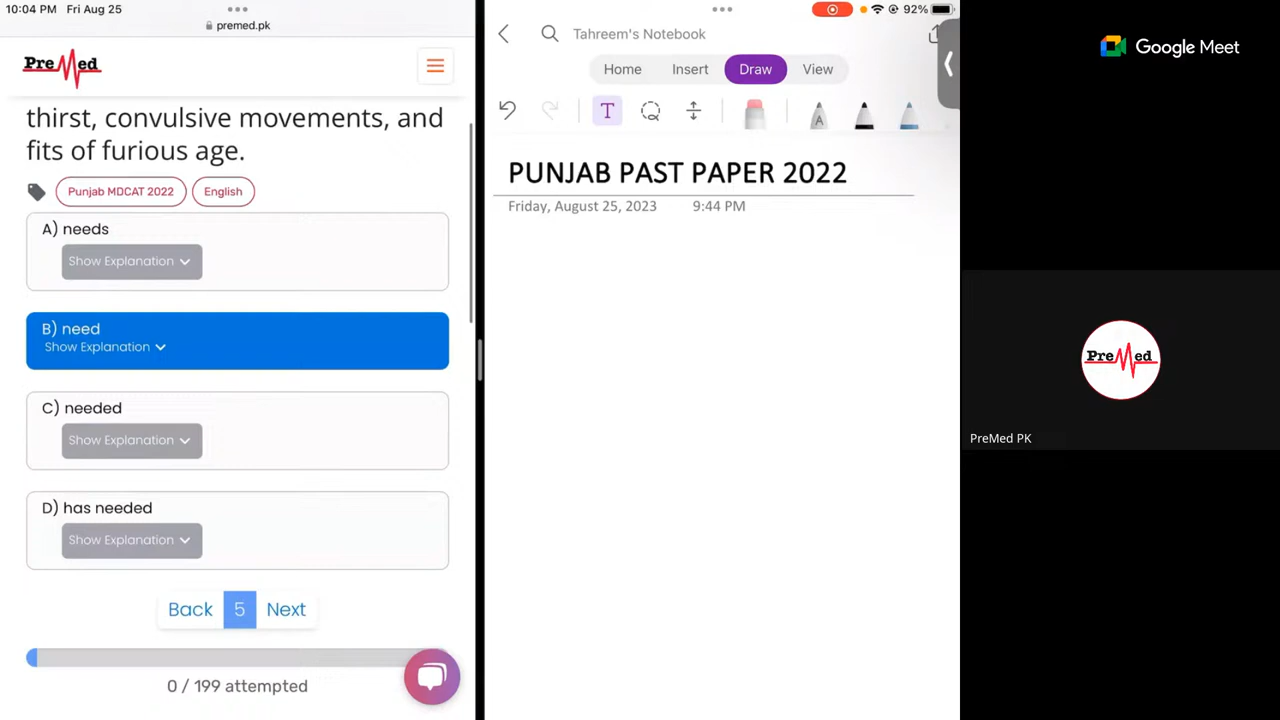 10:04 PM Fri Aug 25
premed.pk
PreMed
thirst, convulsive movements, and
fits of furious age.
Punjab MDCAT 2022
English
A) needs
Show Explanation
B) need
Show Explanation
C) needed
Show Explanation
D) has needed
Show Explanation
Back 5 Next
0 / 199 attempted
92%
Tahreem's Notebook
Home Insert Draw View
T
A
PUNJAB PAST PAPER 2022
Friday, August 25, 2023 9:44 PM
Google Meet
PreMed
PreMed PK